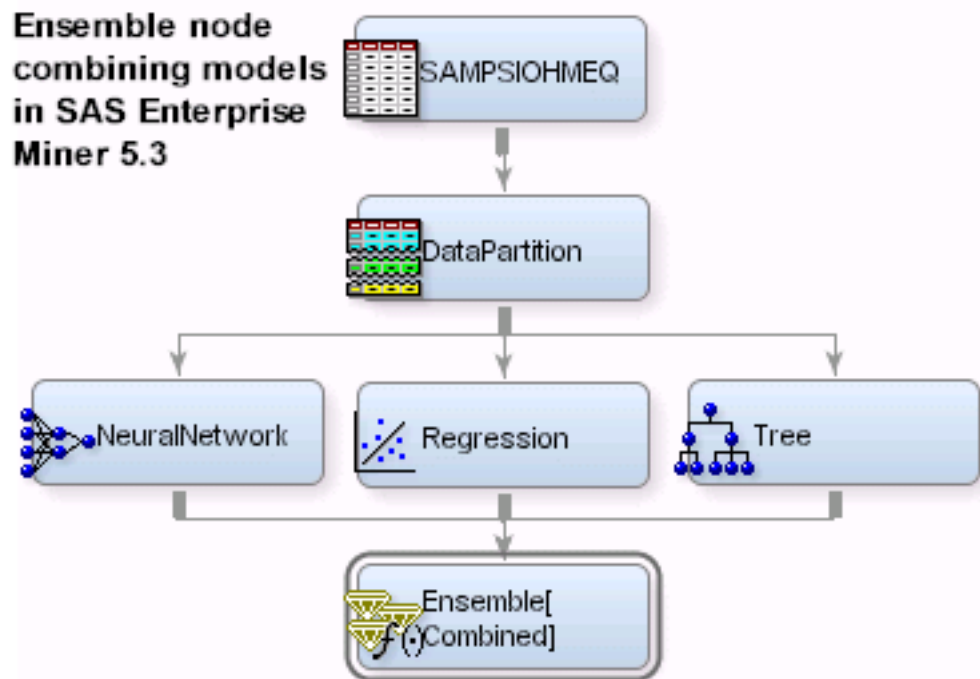 Ensemble node
combining models
in SAS Enterprise
Miner 5.3
SAMPSIOHMEQ
DataPartition
NeuralNetwork
Regression
Tree
Ensemble[
Combined]
f(·)